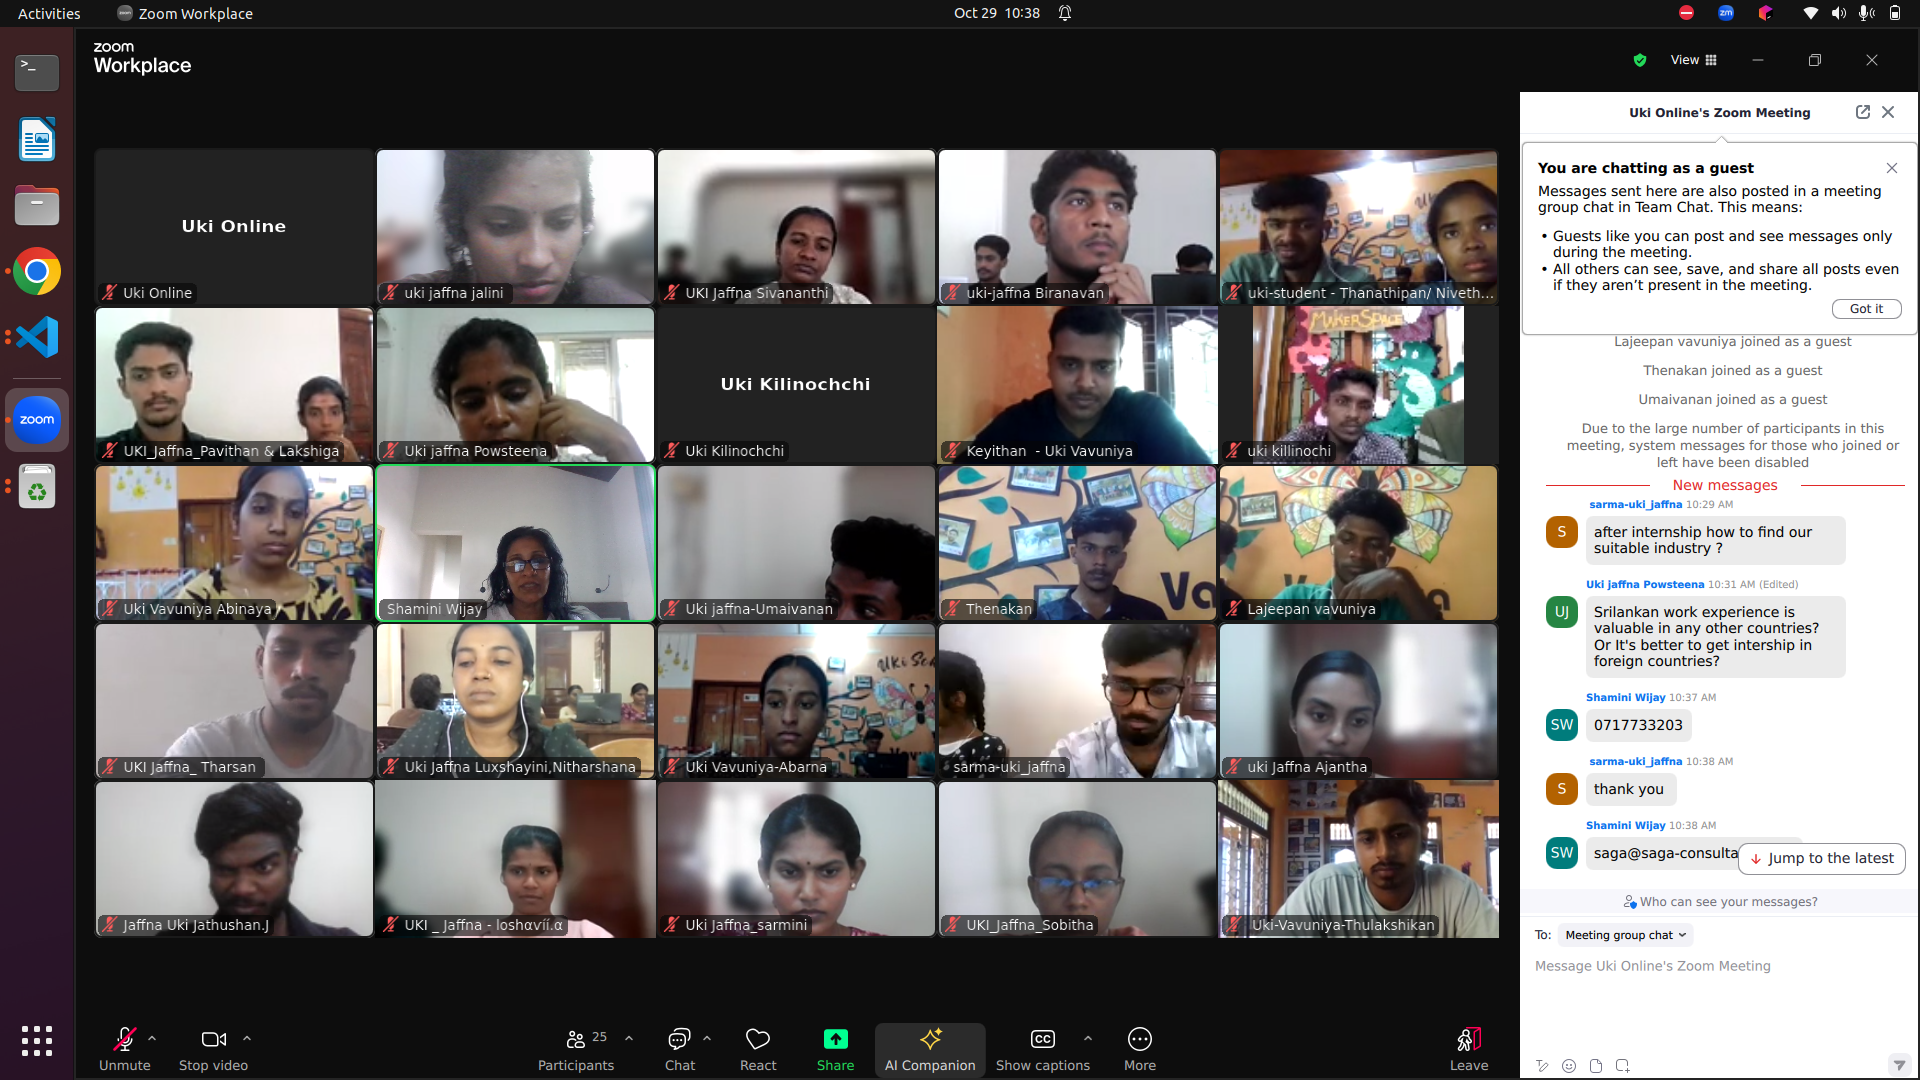 Activities
Zoom Workplace
Oct 29 10:38
zm
zoom
Workplace
View
Uki Online's Zoom Meeting
You are chatting as a guest
Messages sent here are also posted in a meeting
group chat in Team Chat. This means:
• Guests like you can post and see messages only
during the meeting.
• All others can see, save, and share all posts even
if they aren’t present in the meeting.
Got it
Lajeepan vavuniya joined as a guest
Thenakan joined as a guest
Umaivanan joined as a guest
Due to the large number of participants in this
meeting, system messages for those who joined or
left have been disabled
New messages
sarma-uki_jaffna 10:29 AM
S
after internship how to find our
suitable industry ?
Uki jaffna Powsteena 10:31 AM (Edited)
UJ
Srilankan work experience is
valuable in any other countries?
Or It's better to get intership in
foreign countries?
Shamini Wijay 10:37 AM
SW
0717733203
sarma-uki_jaffna 10:38 AM
S
thank you
Shamini Wijay 10:38 AM
SW
saga@saga-consulta
Jump to the latest
Who can see your messages?
To: Meeting group chat
Message Uki Online's Zoom Meeting
Uki Online
Uki Online
uki jaffna jalini
UKI Jaffna Sivananthi
uki-jaffna Biranavan
uki-student - Thanathipan/ Niveth...
UKI_Jaffna_Pavithan & Lakshiga
Uki jaffna Powsteena
Uki Kilinochchi
Uki Kilinochchi
Keyithan - Uki Vavuniya
MAKERSPACE
uki killinochi
Uki Vavuniya Abinaya
Shamini Wijay
Uki jaffna-Umaivanan
Thenakan
Va
Lajeepan vavuniya
UKI Jaffna_ Tharsan
Uki Jaffna Luxshayini,Nitharshana
Uki Vavuniya-Abarna
sarma-uki_jaffna
uki Jaffna Ajantha
Jaffna Uki Jathushan.J
UKI _ Jaffna - loshαvíí.α
Uki Jaffna_sarmini
UKI_Jaffna_Sobitha
Uki-Vavuniya-Thulakshikan
zoom
Unmute
Stop video
Participants
25
Chat
React
Share
AI Companion
CC
Show captions
More
Leave